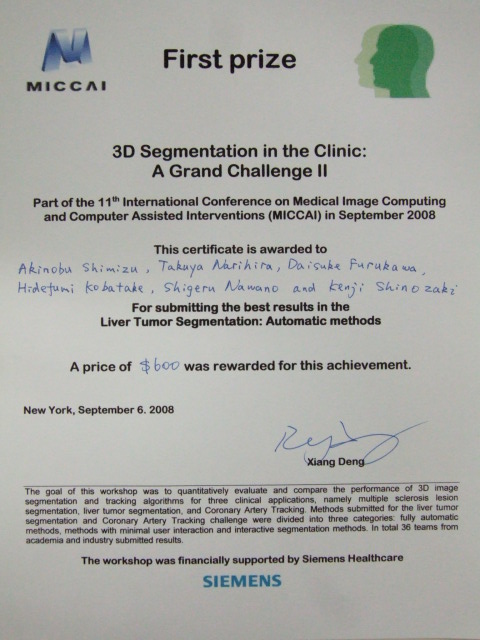 MICCAI
First prize
3D Segmentation in the Clinic:
A Grand Challenge II
Part of the 11th International Conference on Medical Image Computing
and Computer Assisted Interventions (MICCAI) in September 2008
This certificate is awarded to
Akinobu Shimizu, Takuya Narihira, Daisuke Furukawa,
Hidefumi Kobatake, Shigeru Nawano and Kenji Shinozaki
For submitting the best results in the
Liver Tumor Segmentation: Automatic methods
A price of $600 was rewarded for this achievement.
New York, September 6. 2008
Xiang Deng
The goal of this workshop was to quantitatively evaluate and compare the performance of 3D image
segmentation and tracking algorithms for three clinical applications, namely multiple sclerosis lesion
segmentation, liver tumor segmentation, and Coronary Artery Tracking. Methods submitted for the liver tumor
segmentation and Coronary Artery Tracking challenge were divided into three categories: fully automatic
methods, methods with minimal user interaction and interactive segmentation methods. In total 36 teams from
academia and industry submitted results.
The workshop was financially supported by Siemens Healthcare
SIEMENS